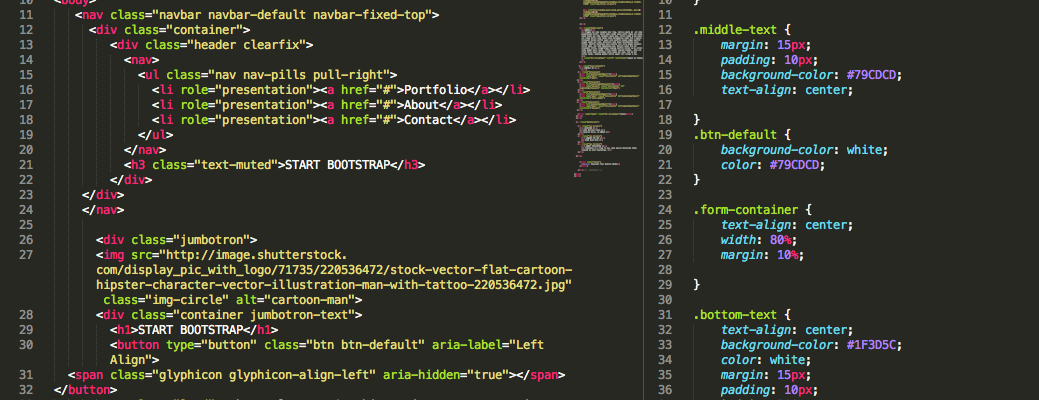 10 <body>
11 <nav class="navbar navbar-default navbar-fixed-top">
12 <div class="container">
13 <div class="header clearfix">
14 <nav>
15 <ul class="nav nav-pills pull-right">
16 <li role="presentation"><a href="#">Portfolio</a></li>
17 <li role="presentation"><a href="#">About</a></li>
18 <li role="presentation"><a href="#">Contact</a></li>
19 </ul>
20 </nav>
21 <h3 class="text-muted">START BOOTSTRAP</h3>
22 </div>
23 </div>
24 </nav>
25
26 <div class="jumbotron">
27 <img src="http://image.shutterstock.
com/display_pic_with_logo/71735/220536472/stock-vector-flat-cartoon-
hipster-character-vector-illustration-man-with-tattoo-220536472.jpg"
class="img-circle" alt="cartoon-man">
28 <div class="container jumbotron-text">
29 <h1>START BOOTSTRAP</h1>
30 <button type="button" class="btn btn-default" aria-label="Left
Align">
31 <span class="glyphicon glyphicon-align-left" aria-hidden="true"></span>
32 </button>
10 }
11
12 .middle-text {
13 margin: 15px;
14 padding: 10px;
15 background-color: #79CDCD;
16 text-align: center;
17
18 }
19 .btn-default {
20 background-color: white;
21 color: #79CDCD;
22 }
23
24 .form-container {
25 text-align: center;
26 width: 80%;
27 margin: 10%;
28
29 }
30
31 .bottom-text {
32 text-align: center;
33 background-color: #1F3D5C;
34 color: white;
35 margin: 15px;
36 padding: 10px;